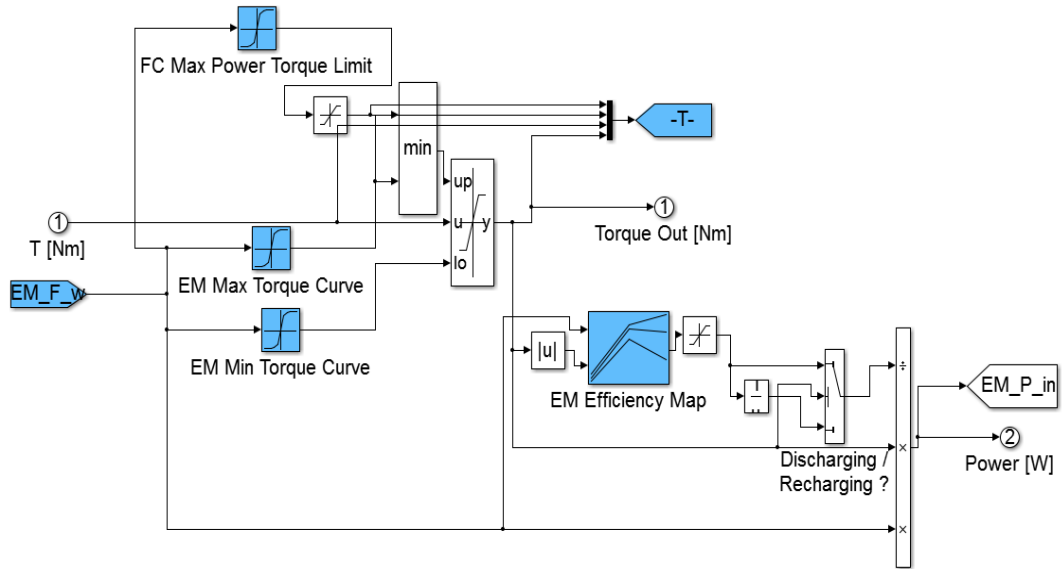 FC Max Power Torque Limit
-T-
min
up
1
u
y
1
T [Nm]
Torque Out [Nm]
lo
EM Max Torque Curve
EM_F_w
EM Min Torque Curve
|u|
÷
EM Efficiency Map
EM_P_in
×
2
Discharging /
Recharging ?
Power [W]
×